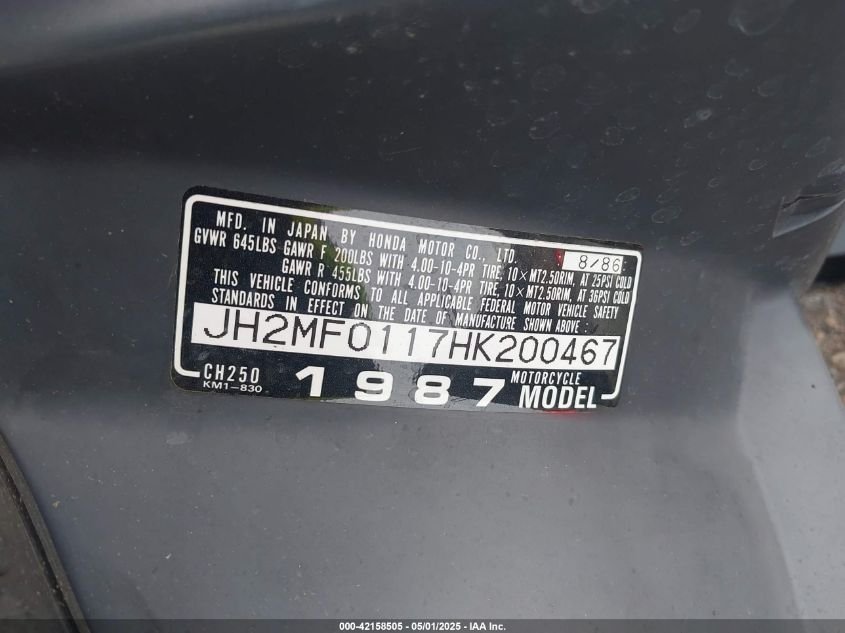 MFD. IN JAPAN BY HONDA MOTOR CO., LTD. 8/86
GVWR 645LBS GAWR F 200LBS WITH 4.00-10-4PR TIRE, 10×MT2.50RIM, AT 25PSI COLD
GAWR R 455LBS WITH 4.00-10-4PR TIRE, 10×MT2.50RIM, AT 36PSI COLD
THIS VEHICLE CONFORMS TO ALL APPLICABLE FEDERAL MOTOR VEHICLE SAFETY
STANDARDS IN EFFECT ON THE DATE OF MANUFACTURE SHOWN ABOVE:
JH2MF0117HK200467
CH250 1987 MOTORCYCLE
KM1-830 MODEL
000-42158505 - 05/01/2025 - IAA Inc.